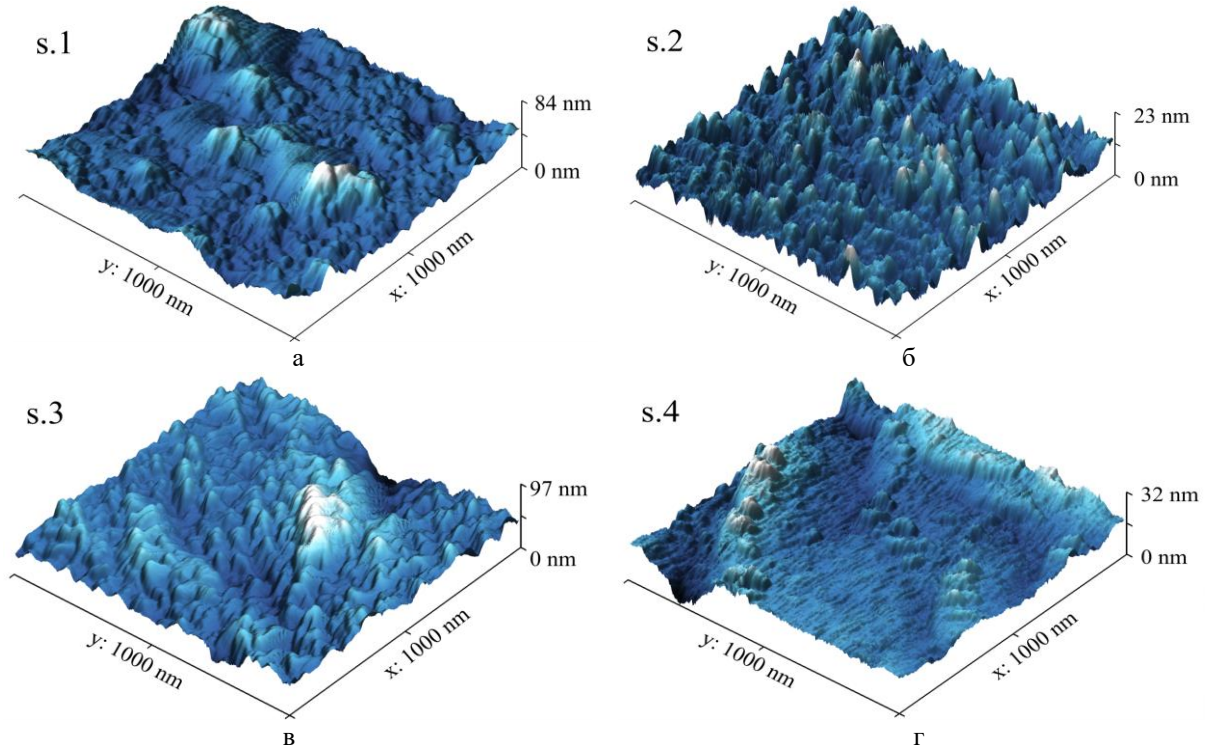 s.1
84 nm
0 nm
y: 1000 nm
x: 1000 nm
а
s.2
23 nm
0 nm
y: 1000 nm
x: 1000 nm
б
s.3
97 nm
0 nm
y: 1000 nm
x: 1000 nm
в
s.4
32 nm
0 nm
y: 1000 nm
x: 1000 nm
г